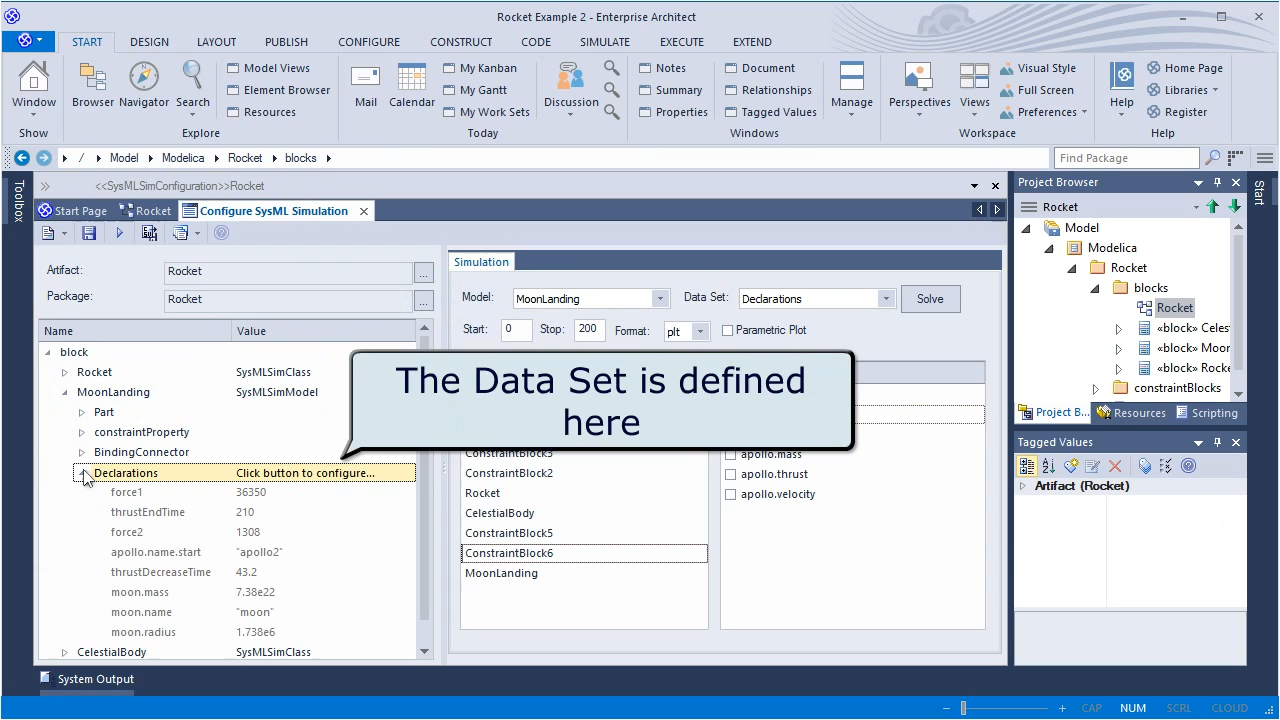 Rocket Example 2 - Enterprise Architect
START DESIGN LAYOUT PUBLISH CONFIGURE CONSTRUCT CODE SIMULATE EXECUTE EXTEND
Window
Show
Browser
Navigator
Search
Model Views
Element Browser
Resources
Explore
Mail
Calendar
My Kanban
My Gantt
My Work Sets
Today
Discussion
Notes
Summary
Properties
Document
Relationships
Tagged Values
Manage
Windows
Perspectives
Views
Visual Style
Full Screen
Preferences
Workspace
Help
Home Page
Libraries
Register
Help
/ Model Modelica Rocket blocks
Find Package
Toolbox
<<SysMLSimConfiguration>>Rocket
Start Page Rocket Configure SysML Simulation
Artifact: Rocket ...
Package: Rocket ...
Name Value
block
Rocket SysMLSimClass
MoonLanding SysMLSimModel
Part
constraintProperty
BindingConnector
Declarations Click button to configure...
force1 36350
thrustEndTime 210
force2 1308
apollo.name.start "apollo2"
thrustDecreaseTime 43.2
moon.mass 7.38e22
moon.name "moon"
moon.radius 1.738e6
CelestialBody SysMLSimClass
Simulation
Model: MoonLanding Data Set: Declarations Solve
Start: 0 Stop: 200 Format: plt Parametric Plot
The Data Set is defined
here
ConstraintBlock3
ConstraintBlock2
Rocket
CelestialBody
ConstraintBlock5
ConstraintBlock6
MoonLanding
apollo.mass
apollo.thrust
apollo.velocity
Project Browser
Rocket
Model
Modelica
Rocket
blocks
Rocket
«block» Celes
«block» Moor
«block» Rocke
constraintBlocks
Project B... Resources Scripting
Tagged Values
Artifact (Rocket)
Start
System Output
CAP NUM SCRL CLOUD